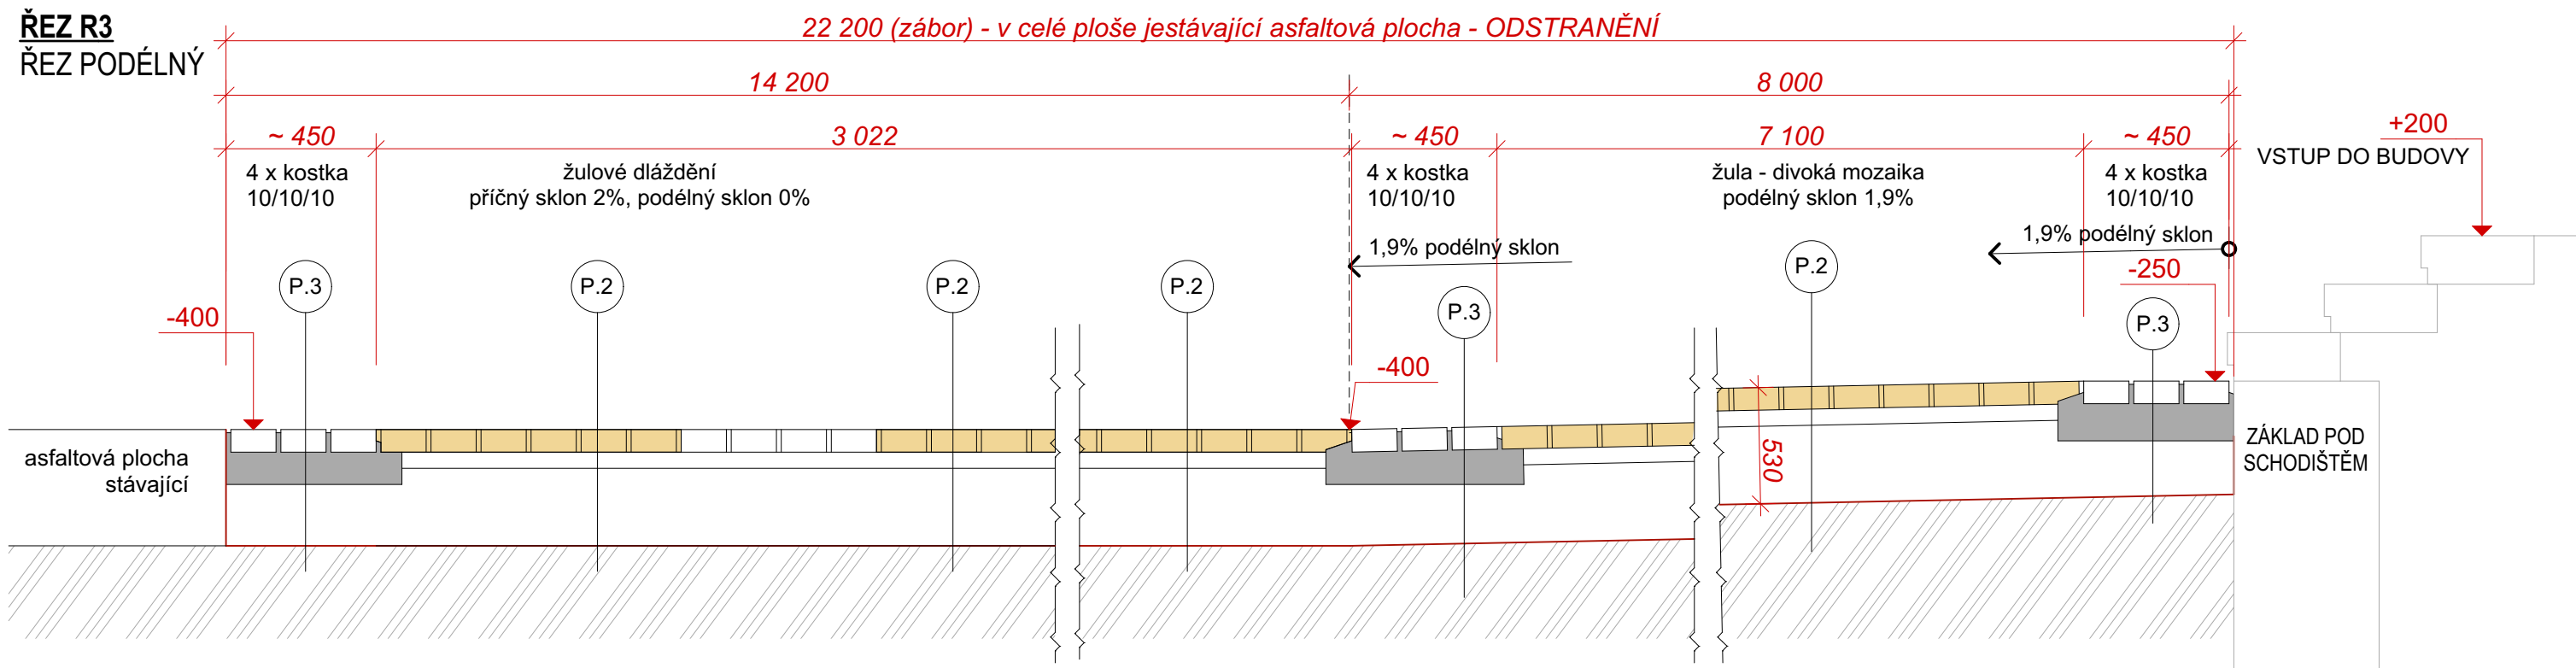 ŘEZ R3
ŘEZ PODÉLNÝ
22 200 (zábor) - v celé ploše jestávající asfaltová plocha - ODSTRANĚNÍ
14 200
8 000
~ 450
3 022
~ 450
7 100
~ 450
+200
VSTUP DO BUDOVY
4 x kostka
10/10/10
žulové dláždění
příčný sklon 2%, podélný sklon 0%
4 x kostka
10/10/10
žula - divoká mozaika
podélný sklon 1,9%
4 x kostka
10/10/10
1,9% podélný sklon
1,9% podélný sklon
P.3
P.2
P.2
P.2
P.3
P.2
P.3
-400
-400
-250
530
asfaltová plocha
stávající
ZÁKLAD POD
SCHODIŠTĚM